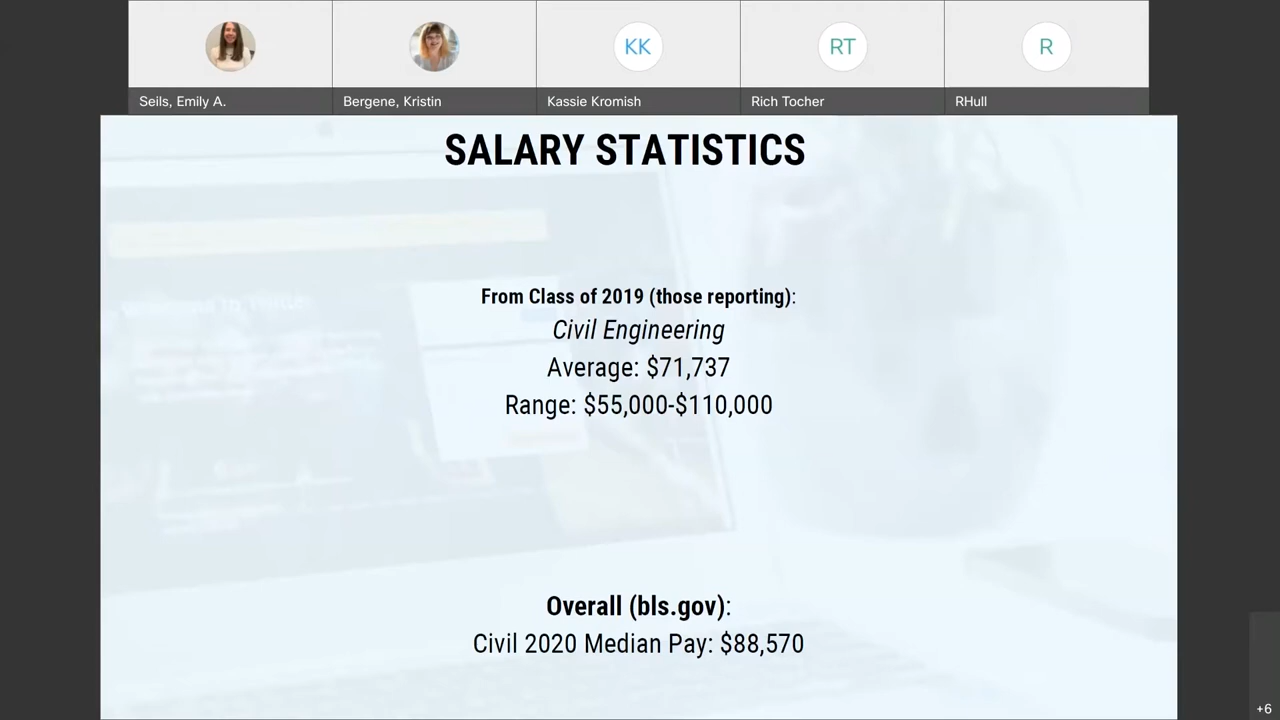 KK
RT
R
Seils, Emily A.
Bergene, Kristin
Kassie Kromish
Rich Tocher
RHull
SALARY STATISTICS
From Class of 2019 (those reporting):
Civil Engineering
Average: $71,737
Range: $55,000-$110,000
Overall (bls.gov):
Civil 2020 Median Pay: $88,570
+6